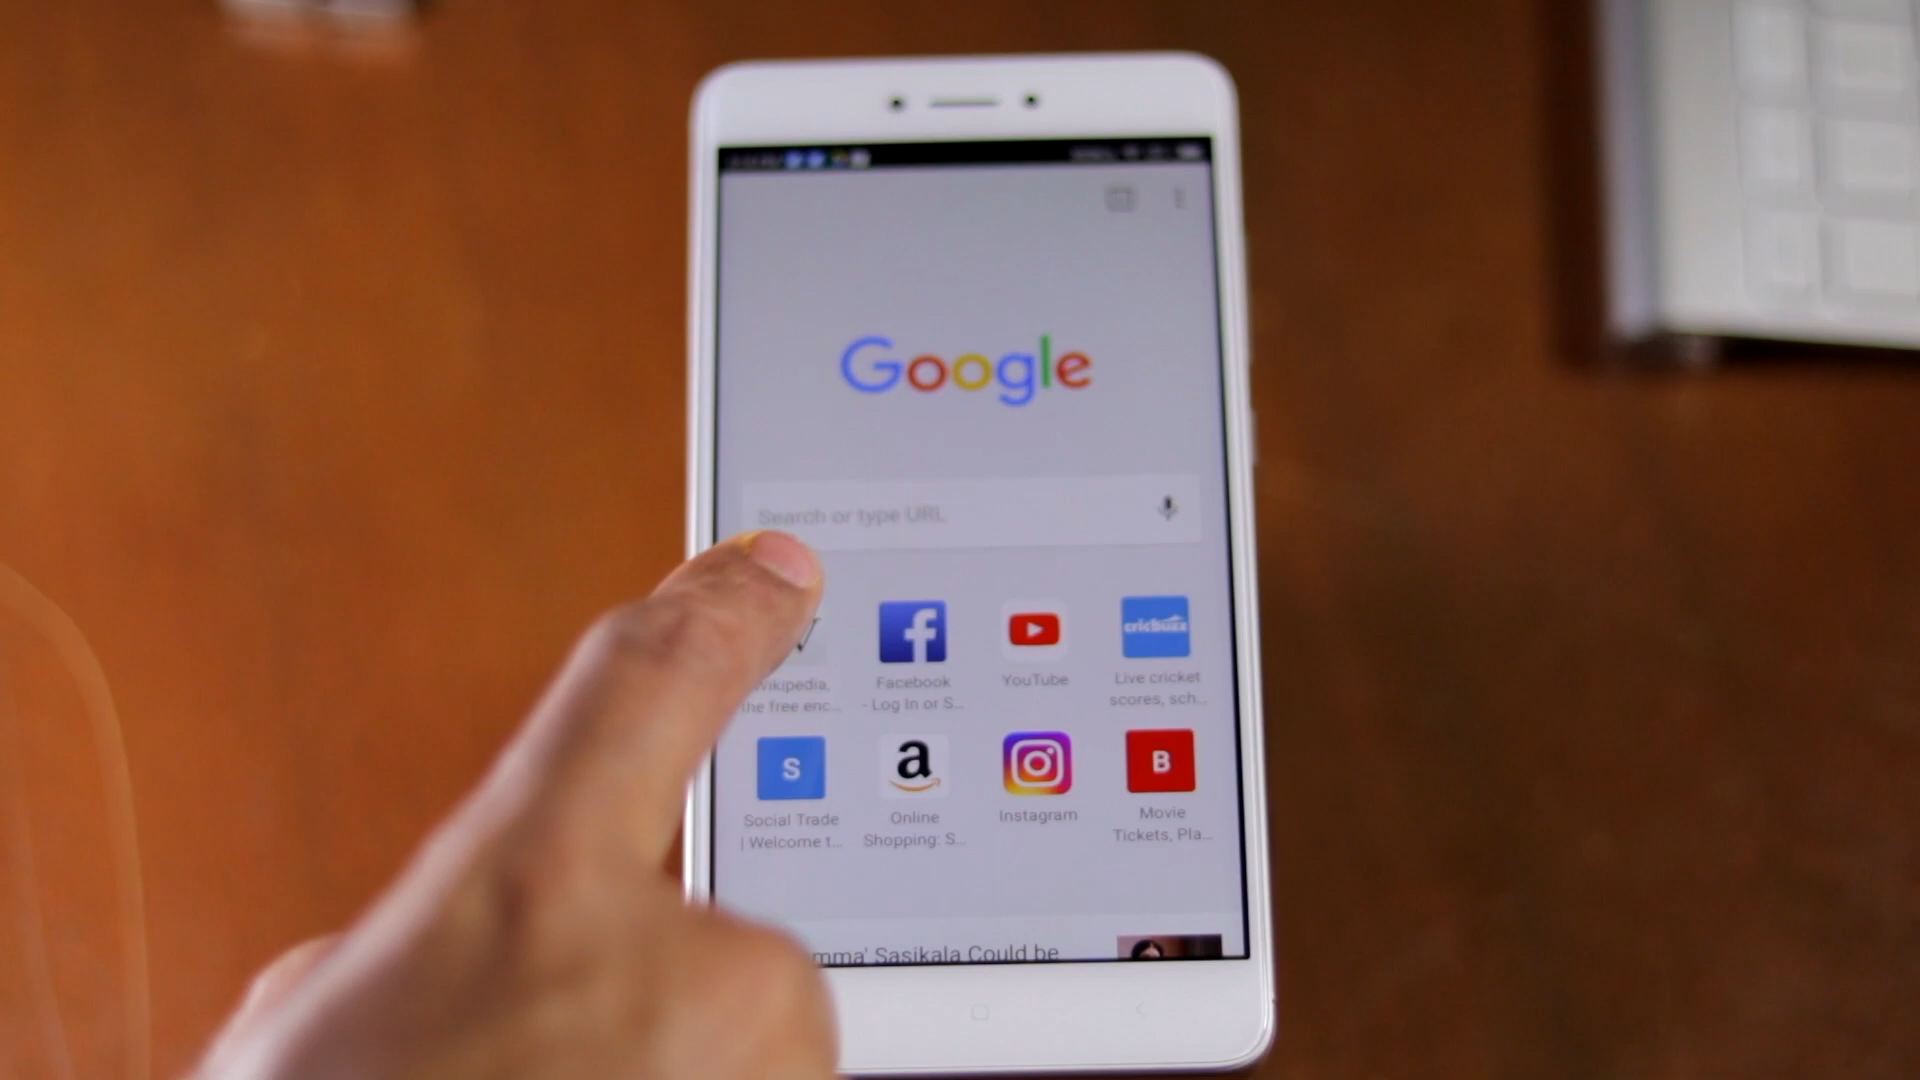 Google
Search or type URL
Wikipedia,
the free enc...
Facebook
- Log In or S...
YouTube
cricbuzz
Live cricket
scores, sch...
S
Social Trade
| Welcome t...
a
Online
Shopping: S...
Instagram
B
Movie
Tickets, Pla...
mma' Sasikala Could be